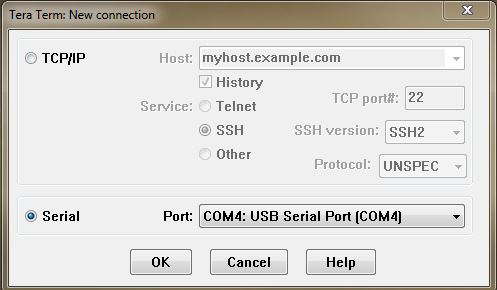 Tera Term: New connection
TCP/IP
Host: myhost.example.com
History
Service: Telnet
TCP port#: 22
SSH
SSH version: SSH2
Other
Protocol: UNSPEC
Serial
Port: COM4: USB Serial Port (COM4)
OK Cancel Help